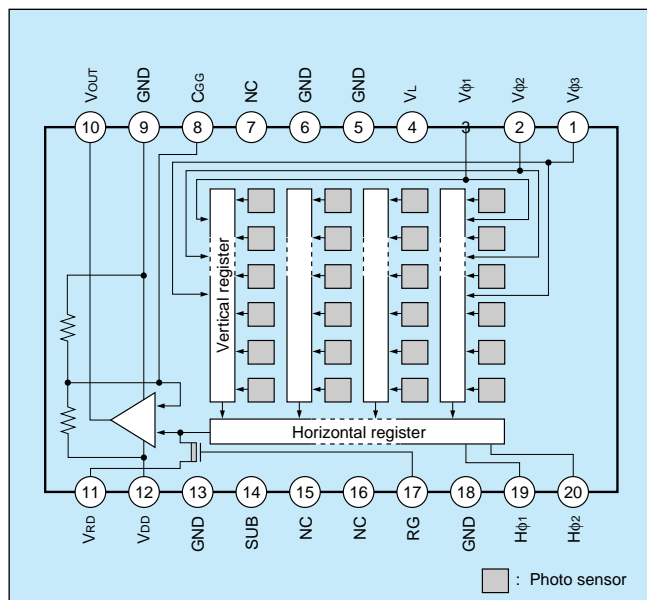 VOUT
GND
CGG
NC
GND
GND
VL
Vϕ1
Vϕ2
Vϕ3
10
9
8
7
6
5
4
3
2
1
Vertical register
Horizontal register
11
12
13
14
15
16
17
18
19
20
VRD
VDD
GND
SUB
NC
NC
RG
GND
Hϕ1
Hϕ2
: Photo sensor